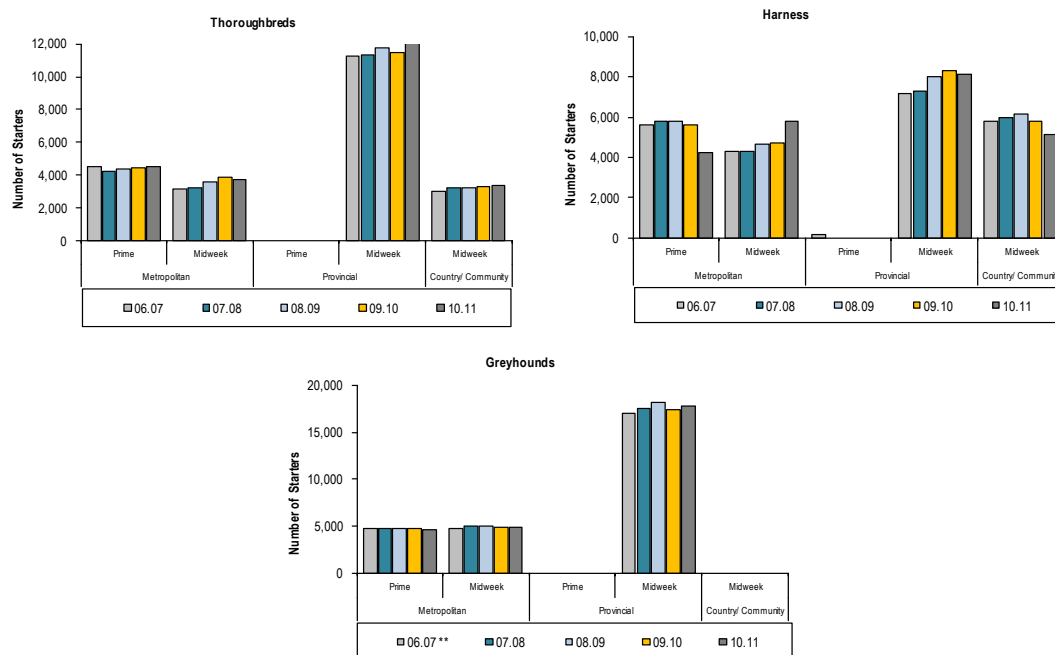 Thoroughbreds
12,000
10,000
8,000
6,000
4,000
2,000
0
Number of Starters
Prime Midweek Prime Midweek Midweek
Metropolitan Provincial Country/ Community
06.07 07.08 08.09 09.10 10.11
Harness
10,000
8,000
6,000
4,000
2,000
0
Number of Starters
Prime Midweek Prime Midweek Midweek
Metropolitan Provincial Country/ Community
06.07 07.08 08.09 09.10 10.11
Greyhounds
20,000
15,000
10,000
5,000
0
Number of Starters
Prime Midweek Prime Midweek Midweek
Metropolitan Provincial Country/ Community
06.07 ** 07.08 08.09 09.10 10.11